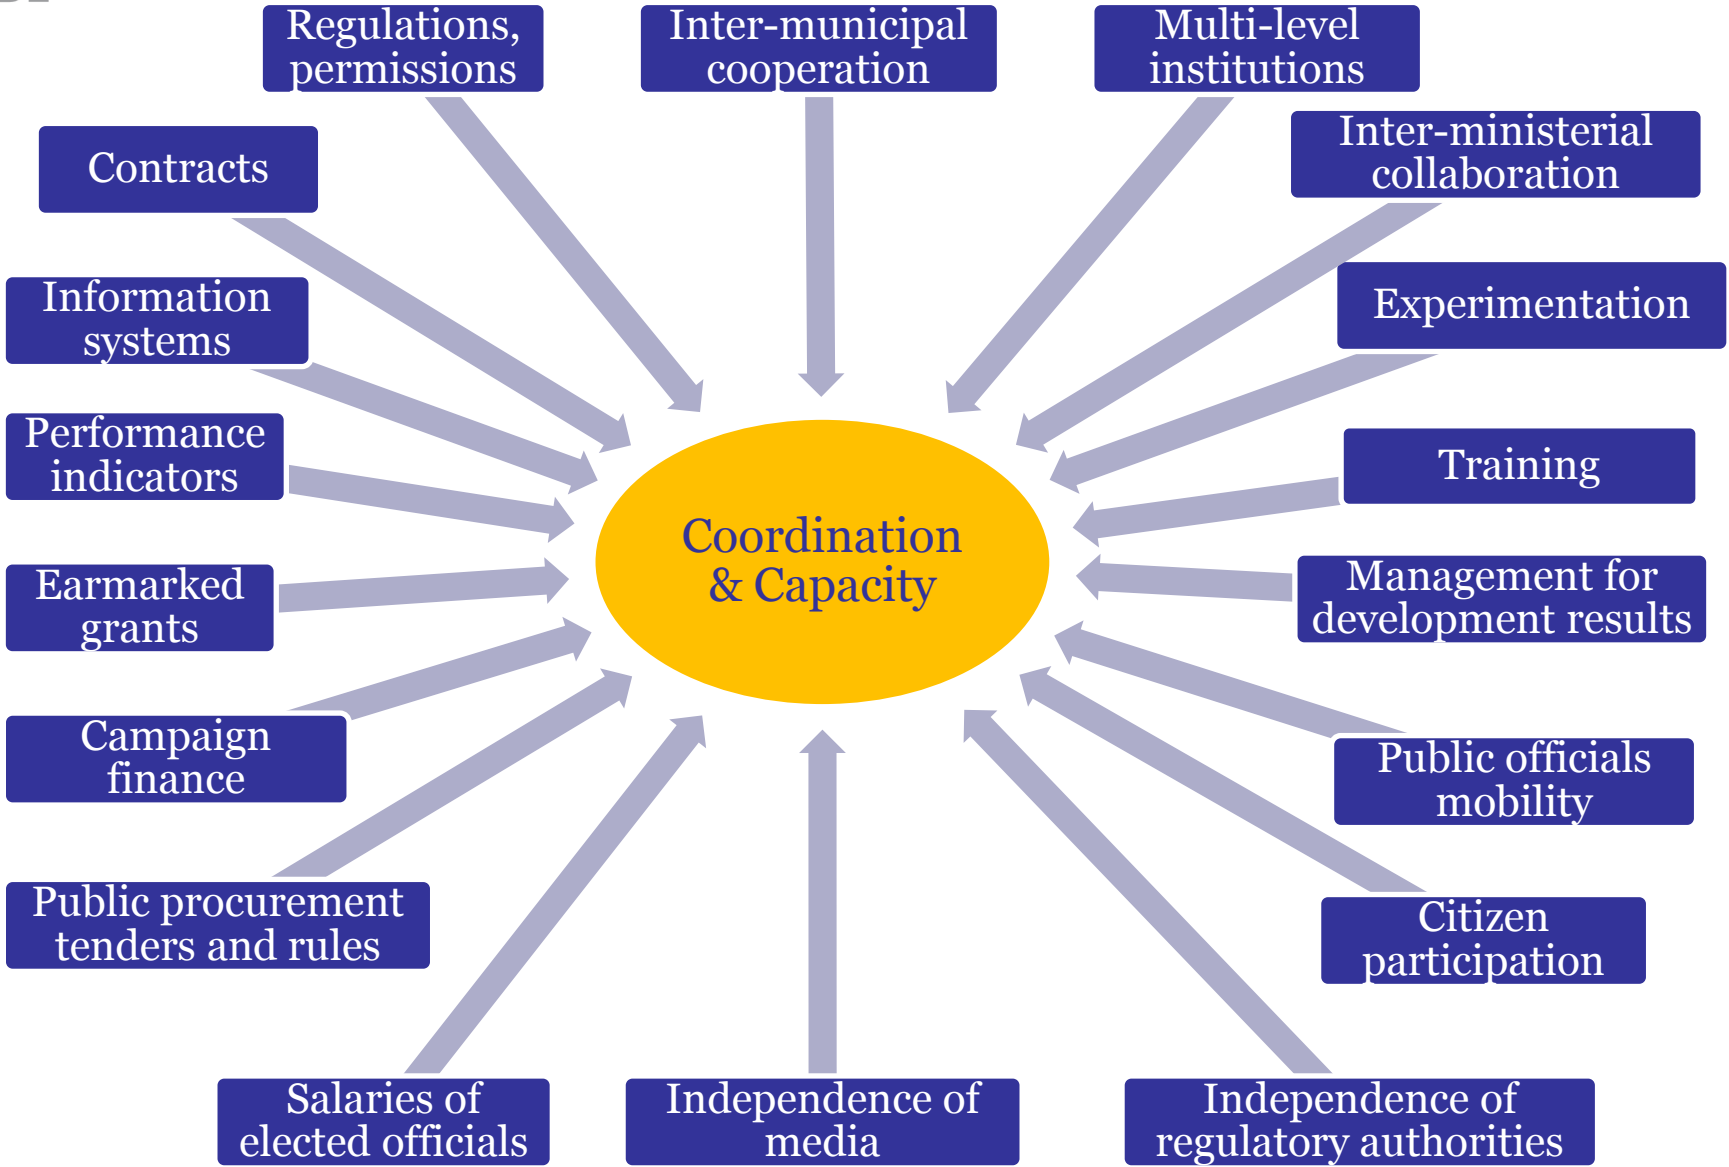 Regulations,
permissions
Inter-municipal
cooperation
Multi-level
institutions
Inter-ministerial
collaboration
Contracts
Experimentation
Information
systems
Performance
indicators
Training
Coordination
& Capacity
Earmarked
grants
Management for
development results
Campaign
finance
Public officials
mobility
Public procurement
tenders and rules
Citizen
participation
Salaries of
elected officials
Independence of
media
Independence of
regulatory authorities